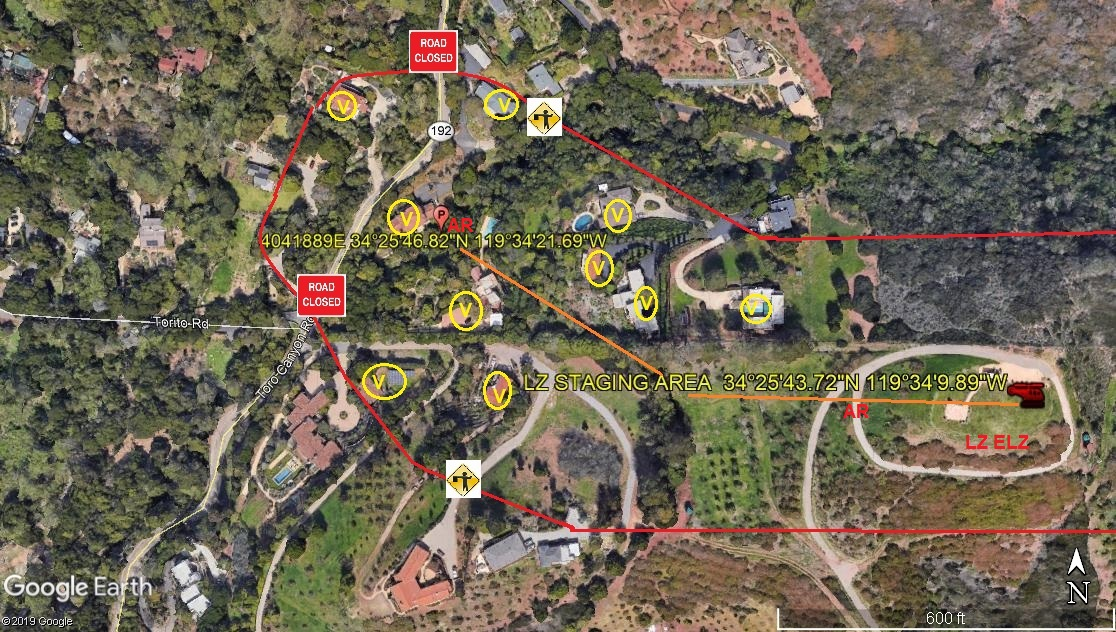 ROAD
CLOSED
V
V
192
V
P
AR
V
4041889E 34°25'46.82"N 119°34'21.69"W
V
ROAD
CLOSED
V
V
V
Torito Rd
Toro Canyon Rd
V
V
LZ STAGING AREA 34°25'43.72"N 119°34'9.89"W
AR
LZ ELZ
Google Earth
N
© 2019 Google
600 ft